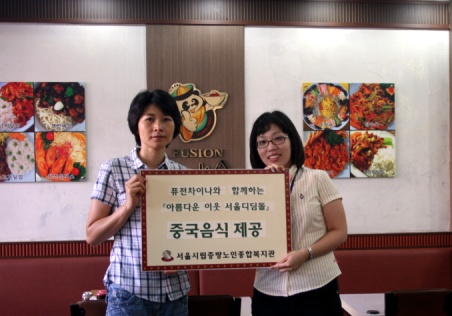 FUSION
퓨전차이나와 함께하는
「아름다운 이웃 서울디딤돌」
중국음식 제공
서울시립중랑노인종합복지관